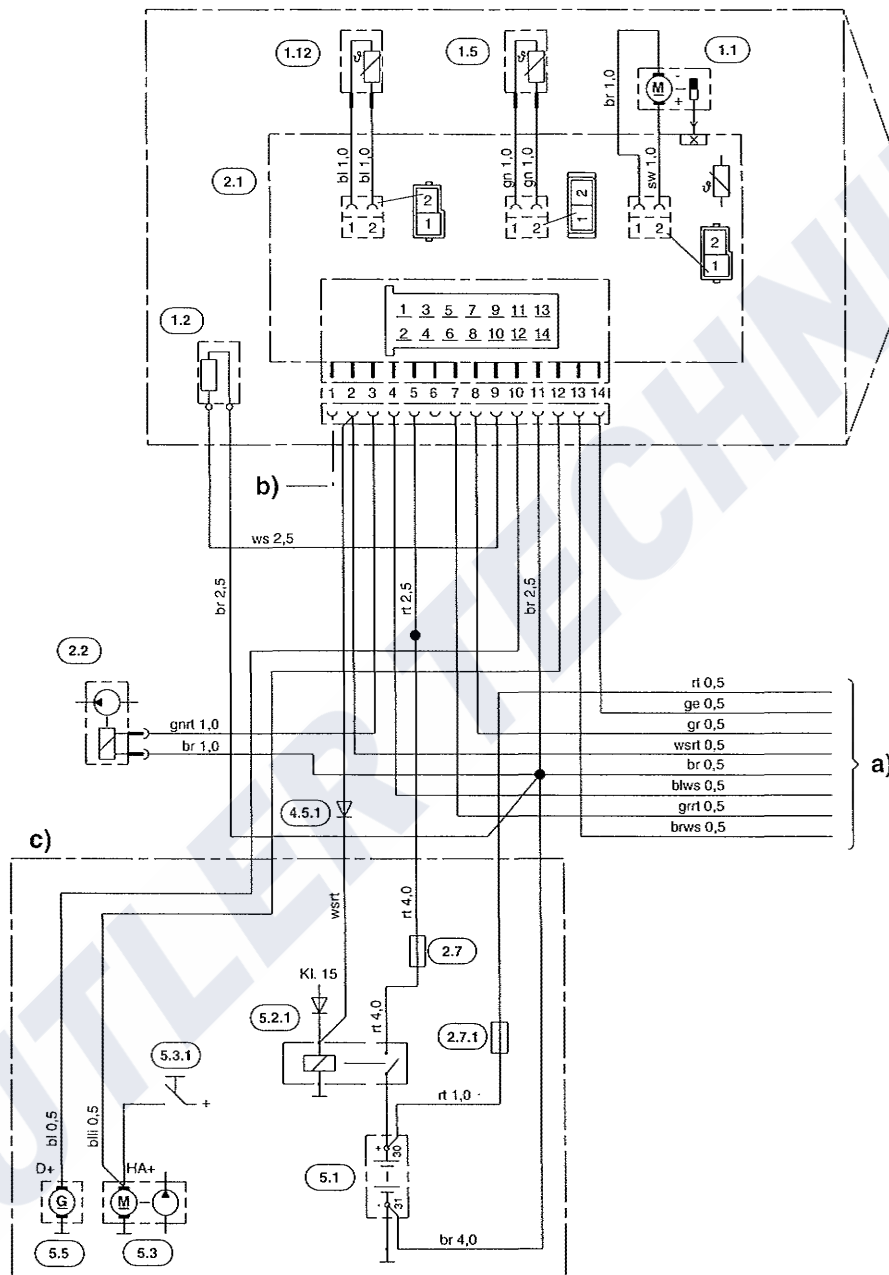 1.12
1.5
1.1
br 1,0
M
-
+
2.1
bl 1,0
bl 1,0
gn 1,0
gn 1,0
sw 1,0
1 2
2
1
1 2
2
1
1 2
2
1
1.2
1 3 5 7 9 11 13
2 4 6 8 10 12 14
1 2 3 4 5 6 7 8 9 10 11 12 13 14
b)
ws 2,5
br 2,5
rt 2,5
br 2,5
2.2
gnrt 1,0
br 1,0
rt 0,5
ge 0,5
gr 0,5
wsrt 0,5
br 0,5
blws 0,5
grrt 0,5
brws 0,5
a)
4.5.1
c)
wsrt
rt 4,0
2.7
Kl. 15
5.2.1
rt 4,0
2.7.1
5.3.1
+
rt 1,0
bl 0,5
blli 0,5
D+
HA+
G
M
+
30
5.1
-
31
5.5
5.3
br 4,0
UTLER TECHNI